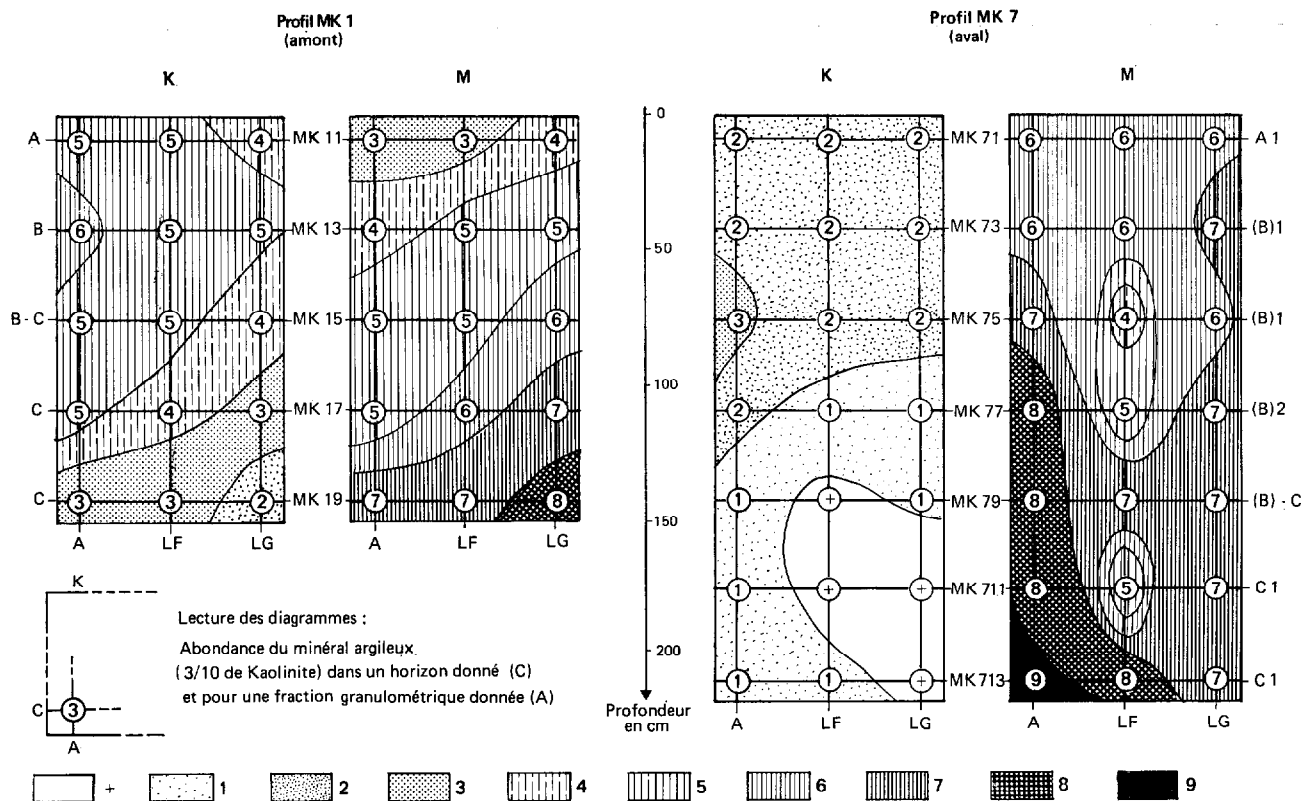 Profil MK 1
(amont)
Profil MK 7
(aval)
K
M
K
M
A 5 5 4 MK 11 3 3 4
B 6 5 5 MK 13 4 5 5
B - C 5 5 4 MK 15 5 5 6
C 5 4 3 MK 17 5 6 7
C 3 3 2 MK 19 7 7 8
A LF LG
A LF LG
0
50
100
150
200
Profondeur
en cm
2 2 2 MK 71 6 6 6 A 1
2 2 2 MK 73 6 6 7 (B)1
3 2 2 MK 75 7 4 6 (B)1
2 1 1 MK 77 8 5 7 (B)2
1 + 1 MK 79 8 7 7 (B) - C
1 + + MK 711 8 5 7 C 1
1 1 + MK 713 9 8 7 C 1
A LF LG
A LF LG
K
C 3
A
Lecture des diagrammes :
Abondance du minéral argileux
(3/10 de Kaolinite) dans un horizon donné (C)
et pour une fraction granulométrique donnée (A)
+ 1 2 3 4 5 6 7 8 9